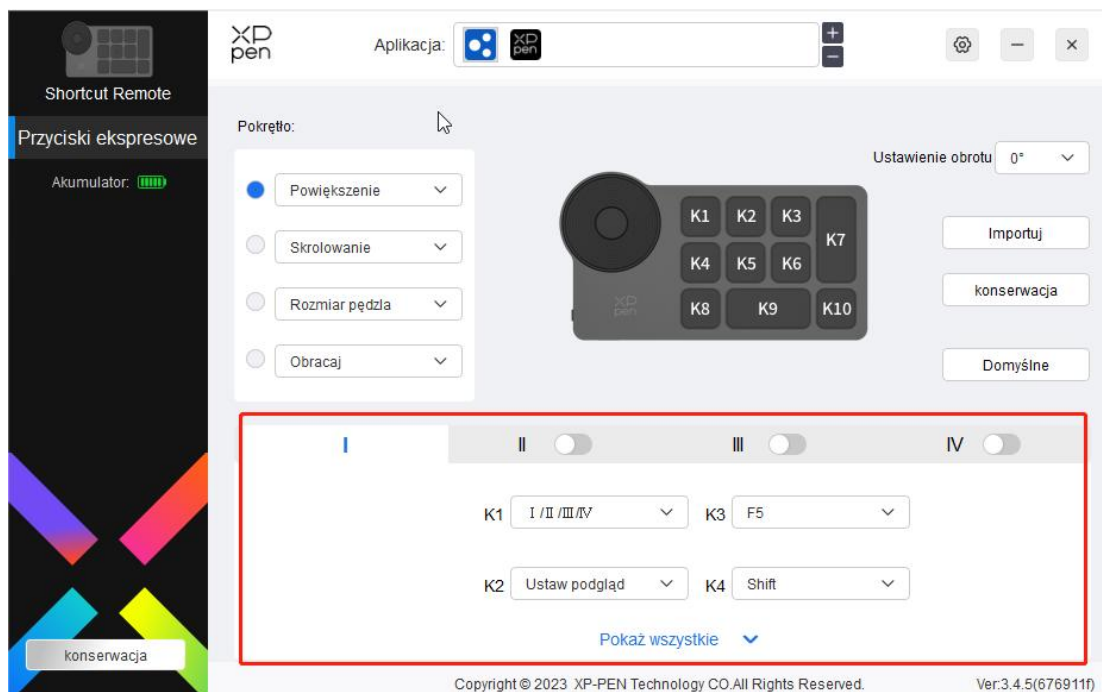 XP
pen
Aplikacja:
XP
pen
+
−
Shortcut Remote
Przyciski ekspresowe
Akumulator:
Pokrętło:
Ustawienie obrotu 0°
Powiększenie
Skrolowanie
Rozmiar pędzla
Obracaj
K1 K2 K3
K7
K4 K5 K6
K8 K9 K10
XP
pen
Importuj
konserwacja
Domyślne
I II III IV
K1 I/II/III/IV K3 F5
K2 Ustaw podgląd K4 Shift
Pokaż wszystkie
konserwacja
Copyright © 2023 XP-PEN Technology CO.All Rights Reserved. Ver:3.4.5(676911f)